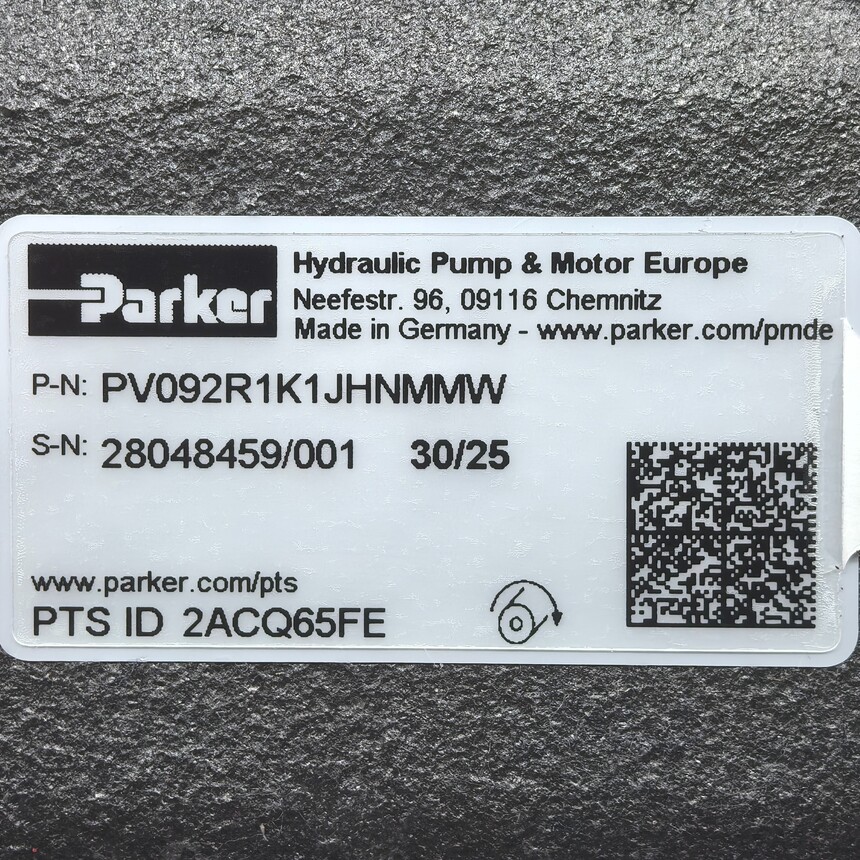 Parker
Hydraulic Pump & Motor Europe
Neefestr. 96, 09116 Chemnitz
Made in Germany - www.parker.com/pmde
P-N: PV092R1K1JHNMMW
S-N: 28048459/001 30/25
www.parker.com/pts
PTS ID 2ACQ65FE